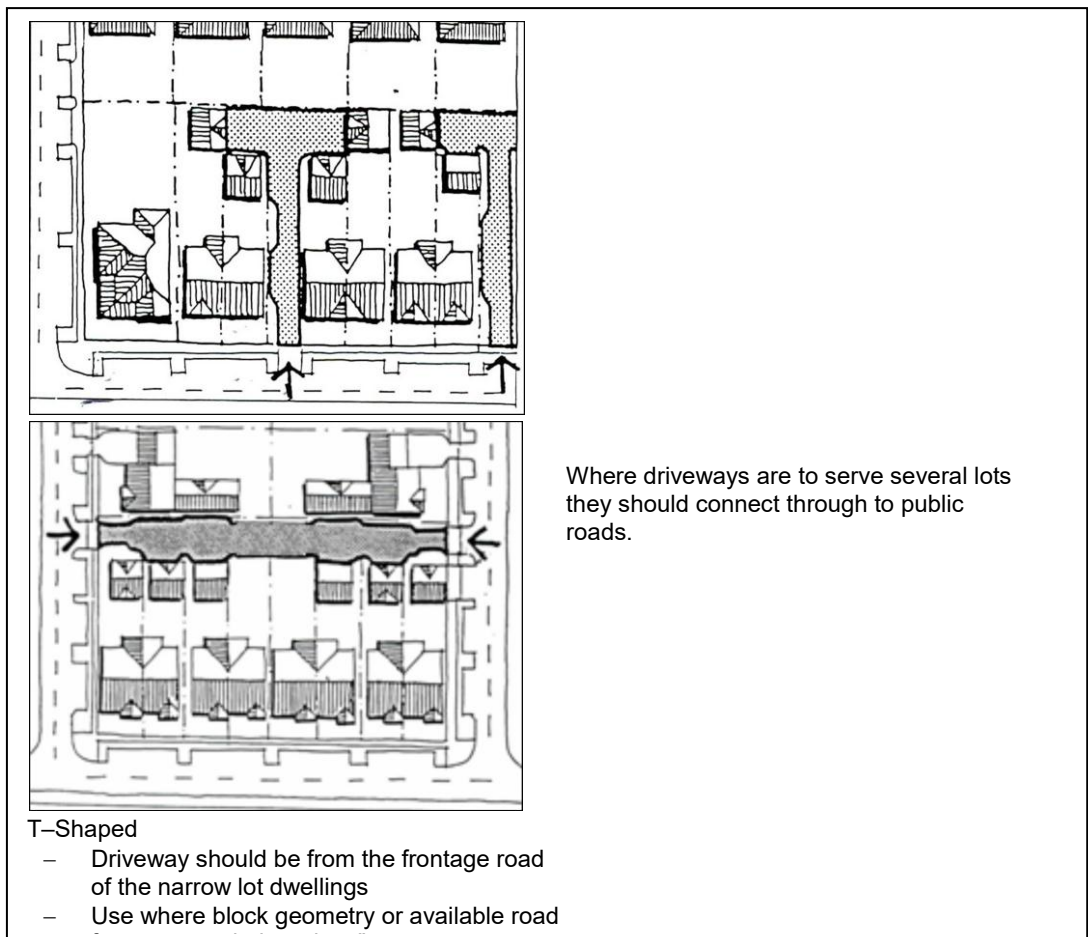 Where driveways are to serve several lots
they should connect through to public
roads.
T–Shaped
– Driveway should be from the frontage road
of the narrow lot dwellings
– Use where block geometry or available road